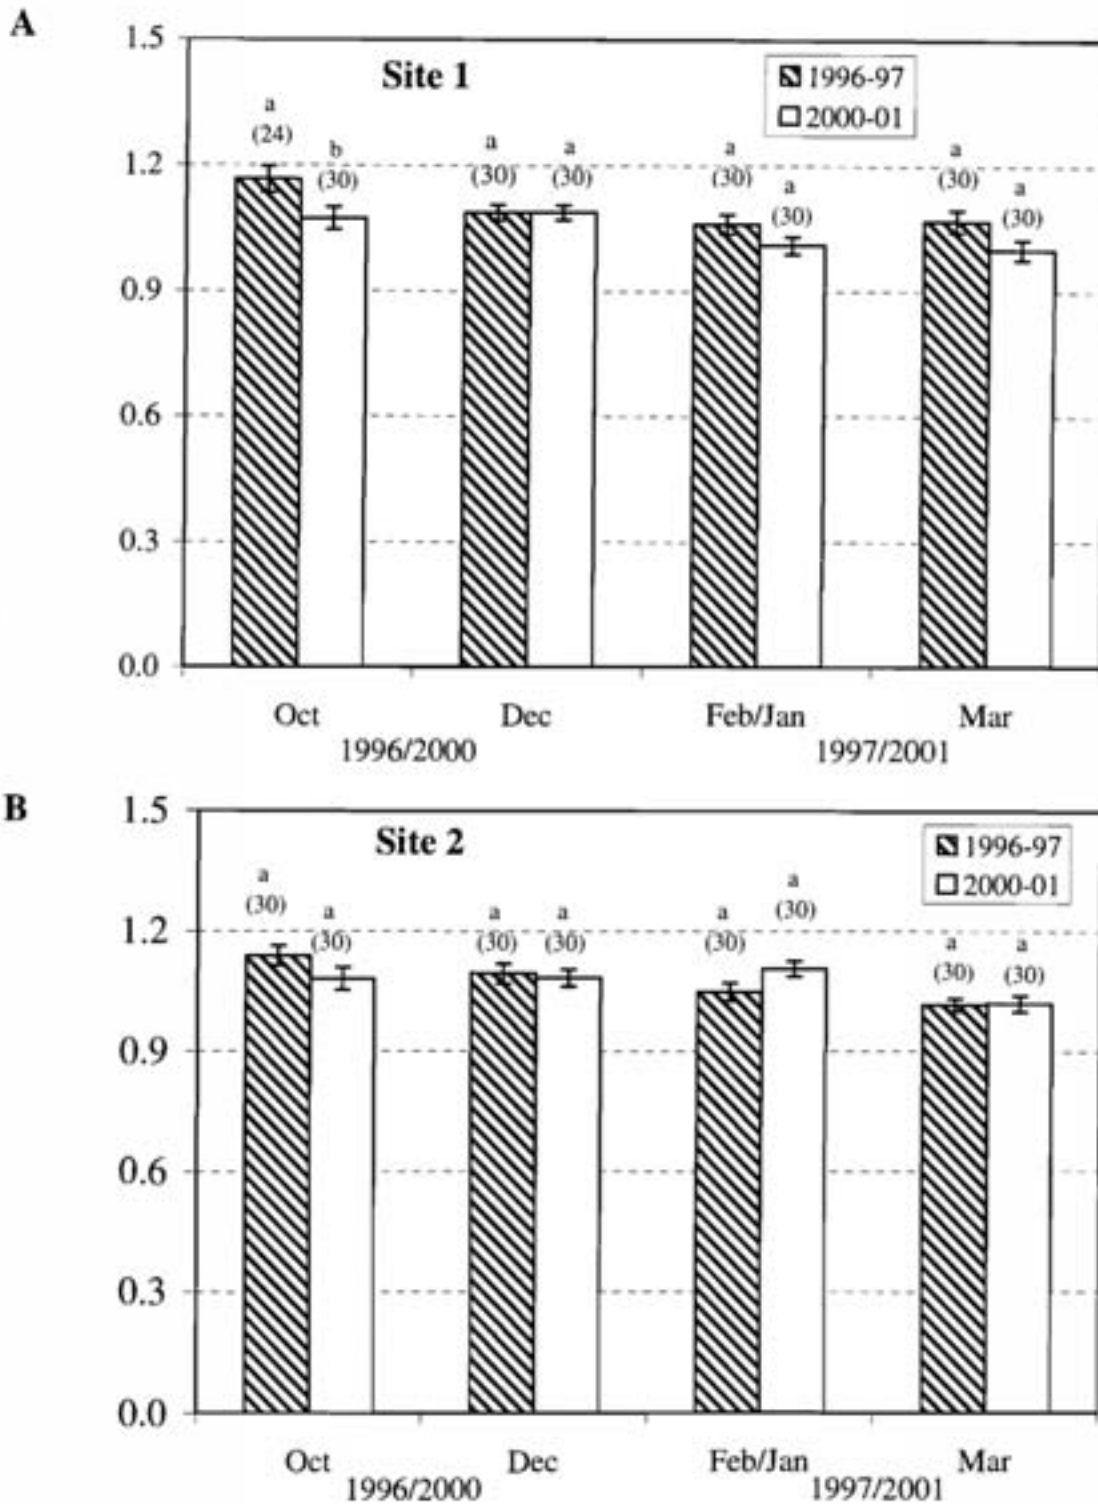 A
1.5
Site 1
1996-97
2000-01
a
(24)
b
(30)
a
(30)
a
(30)
a
(30)
a
(30)
a
(30)
a
(30)
1.2
0.9
0.6
0.3
0.0
Oct Dec Feb/Jan Mar
1996/2000 1997/2001
B
1.5
Site 2
1996-97
2000-01
a
(30)
a
(30)
a
(30)
a
(30)
a
(30)
a
(30)
a
(30)
a
(30)
1.2
0.9
0.6
0.3
0.0
Oct Dec Feb/Jan Mar
1996/2000 1997/2001